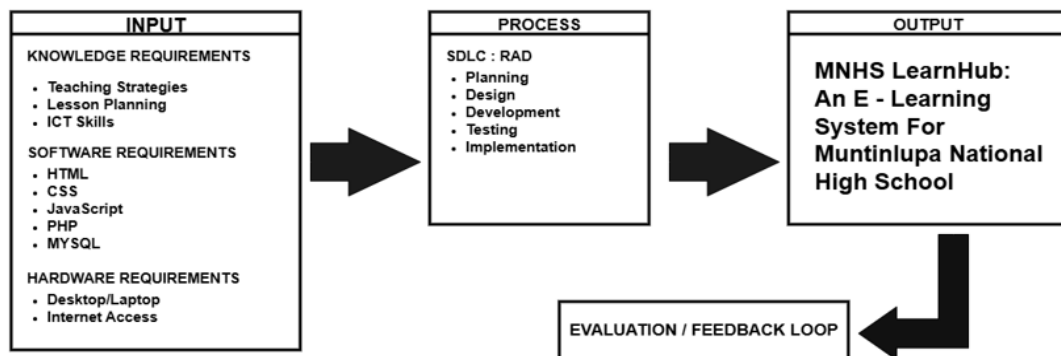 INPUT
KNOWLEDGE REQUIREMENTS
Teaching Strategies
Lesson Planning
ICT Skills
SOFTWARE REQUIREMENTS
HTML
CSS
JavaScript
PHP
MYSQL
HARDWARE REQUIREMENTS
Desktop/Laptop
Internet Access
PROCESS
SDLC : RAD
Planning
Design
Development
Testing
Implementation
OUTPUT
MNHS LearnHub:
An E - Learning
System For
Muntinlupa National
High School
EVALUATION / FEEDBACK LOOP